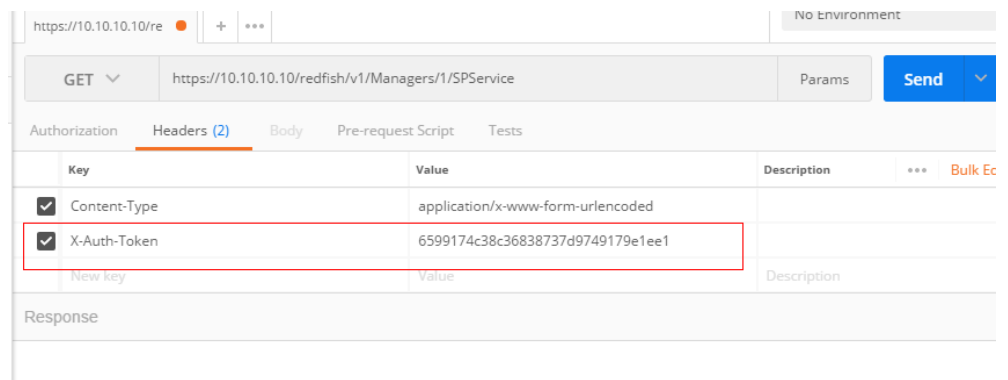 https://10.10.10.10/re + ••• No Environment
GET https://10.10.10.10/redfish/v1/Managers/1/SPService Params Send
Authorization Headers (2) Body Pre-request Script Tests
Key Value Description ••• Bulk Ec
Content-Type application/x-www-form-urlencoded
X-Auth-Token 6599174c38c36838737d9749179e1ee1
New key Value Description
Response